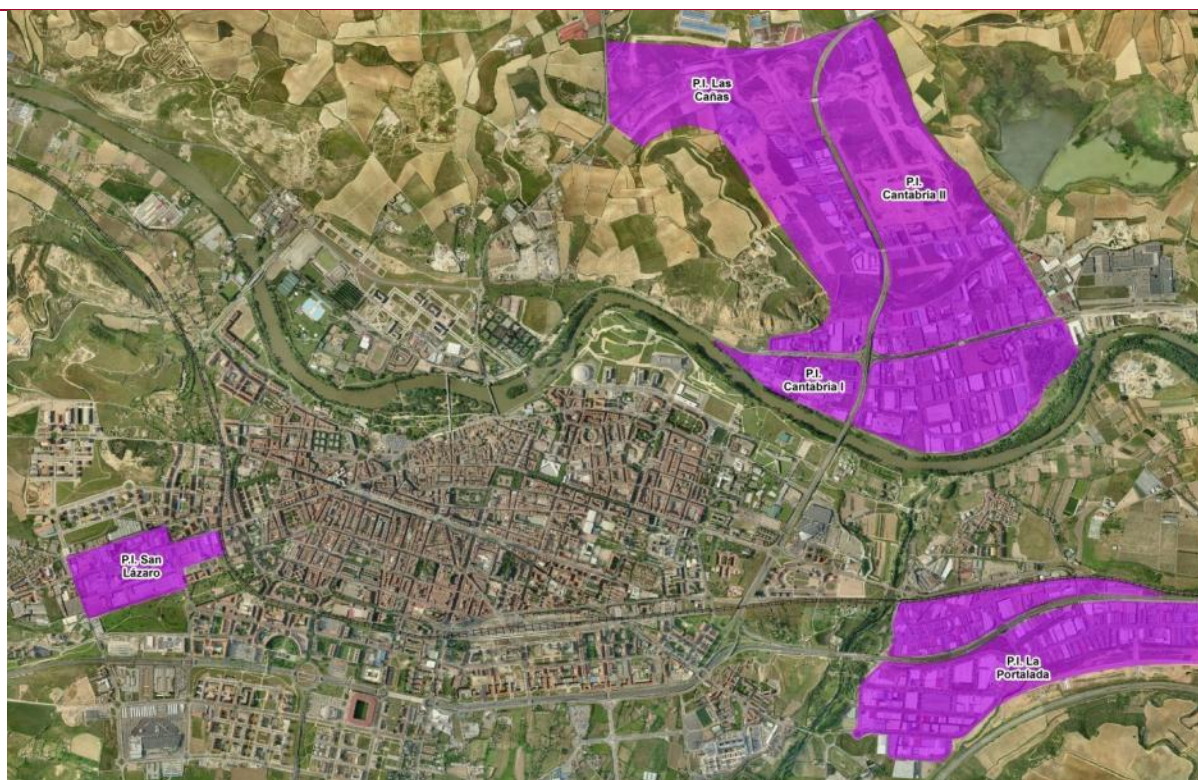 P.I. Las
Cañas
P.I.
Cantabria II
P.I.
Cantabria I
P.I. San
Lázaro
P.I. La
Portalada